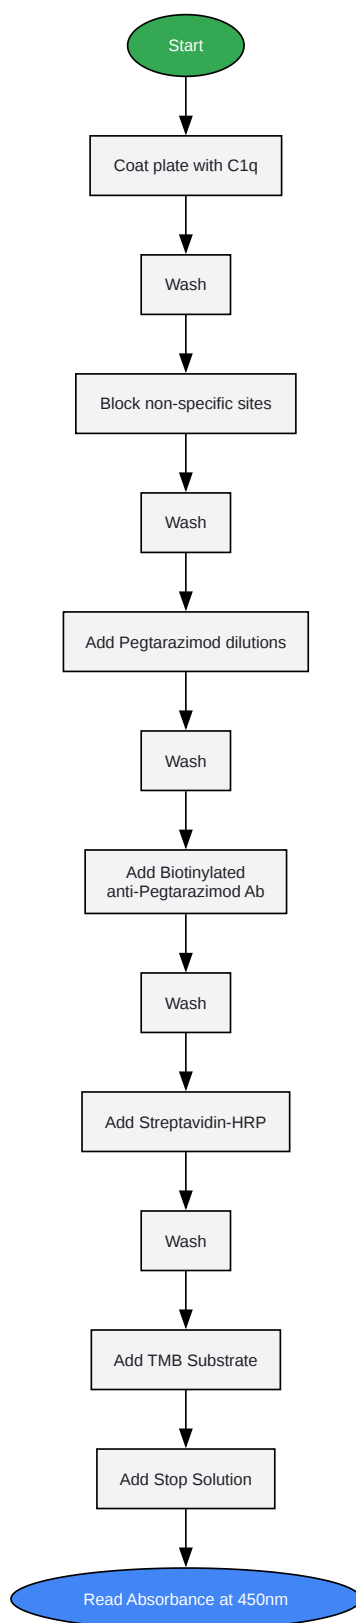 Start
Coat plate with C1q
Wash
Block non-specific sites
Wash
Add Pegtarazimod dilutions
Wash
Add Biotinylated
anti-Pegtarazimod Ab
Wash
Add Streptavidin-HRP
Wash
Add TMB Substrate
Add Stop Solution
Read Absorbance at 450nm